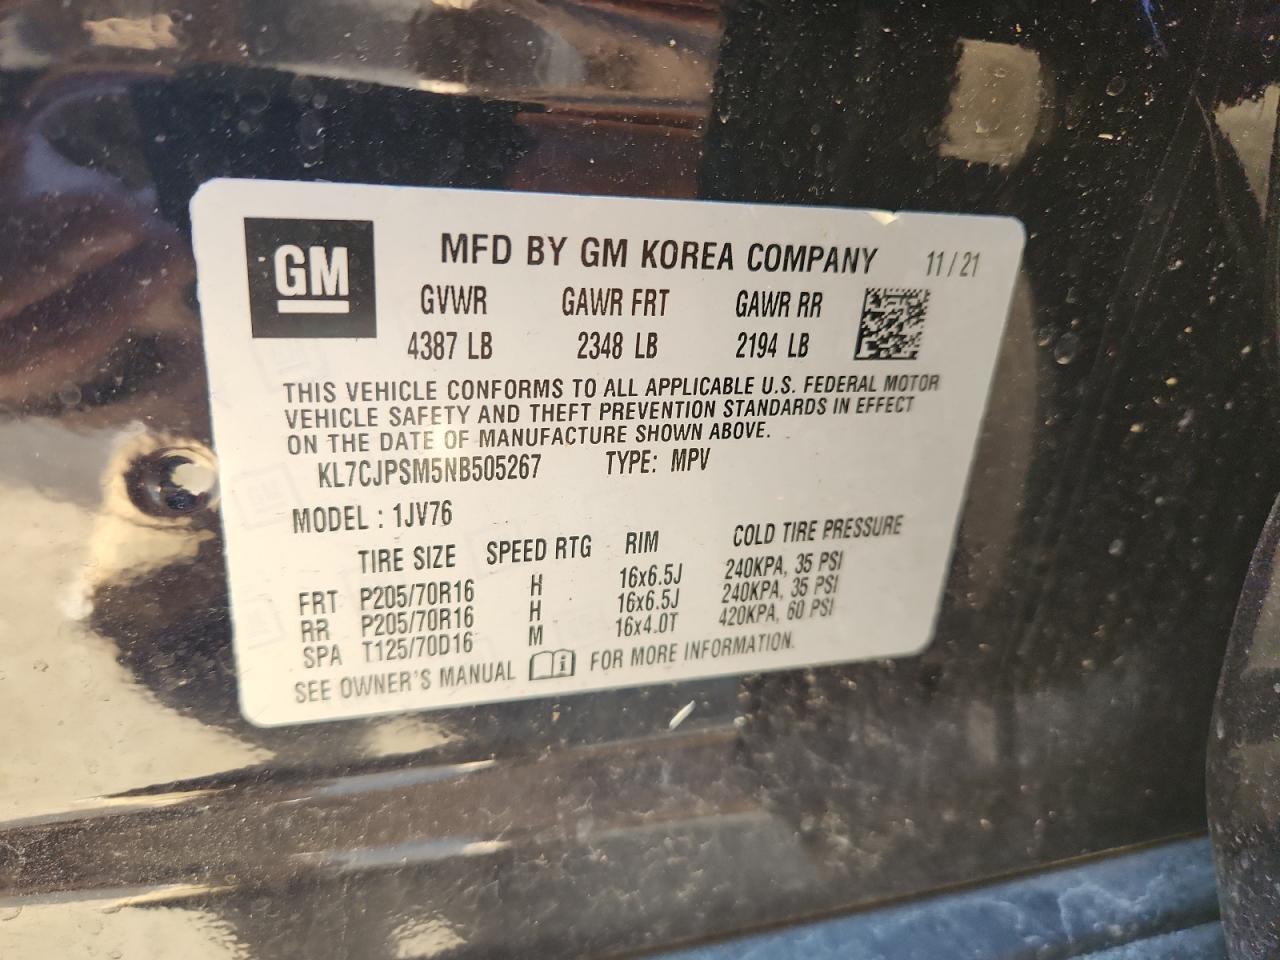 GM
MFD BY GM KOREA COMPANY 11/21
GVWR GAWR FRT GAWR RR
4387 LB 2348 LB 2194 LB
THIS VEHICLE CONFORMS TO ALL APPLICABLE U.S. FEDERAL MOTOR
VEHICLE SAFETY AND THEFT PREVENTION STANDARDS IN EFFECT
ON THE DATE OF MANUFACTURE SHOWN ABOVE.
KL7CJPSM5NB505267 TYPE: MPV
MODEL : 1JV76
TIRE SIZE SPEED RTG RIM COLD TIRE PRESSURE
FRT P205/70R16 H 16x6.5J 240KPA, 35 PSI
RR P205/70R16 H 16x6.5J 240KPA, 35 PSI
SPA T125/70D16 M 16x4.0T 420KPA, 60 PSI
SEE OWNER'S MANUAL i FOR MORE INFORMATION.